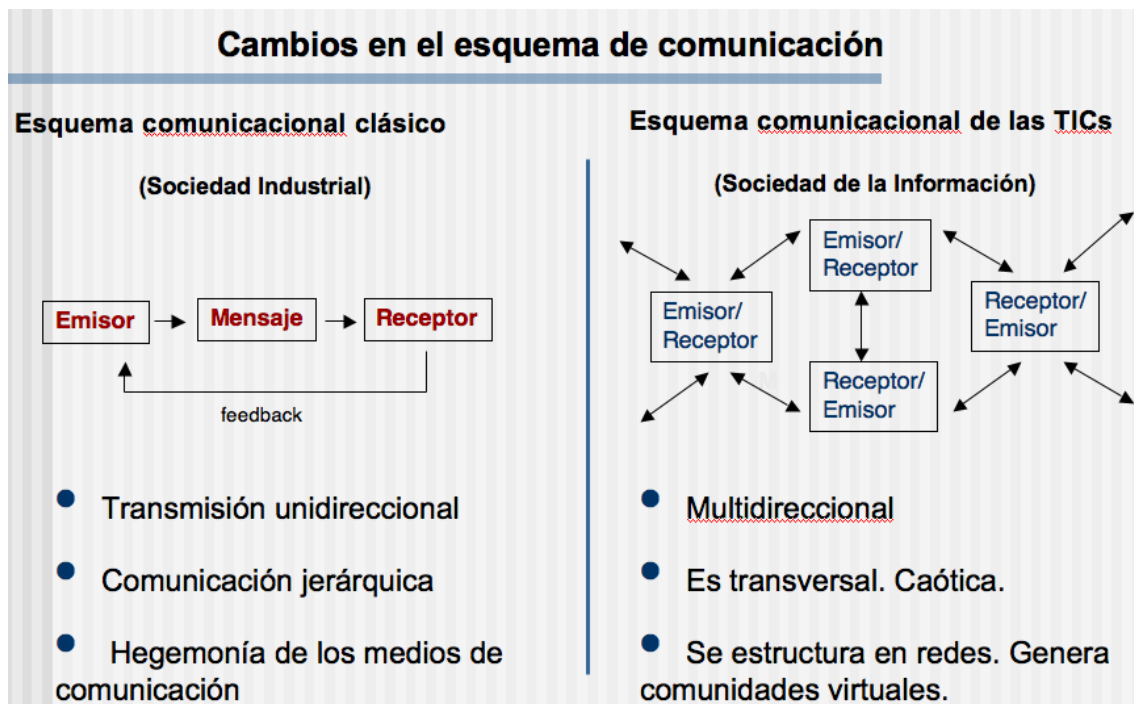 Cambios en el esquema de comunicación
Esquema comunicacional clásico
(Sociedad Industrial)
Emisor
Mensaje
Receptor
feedback
Transmisión unidireccional
Comunicación jerárquica
Hegemonía de los medios de
comunicación
Esquema comunicacional de las TICs
(Sociedad de la Información)
Emisor/
Receptor
Emisor/
Receptor
Receptor/
Emisor
Receptor/
Emisor
Multidireccional
Es transversal. Caótica.
Se estructura en redes. Genera
comunidades virtuales.